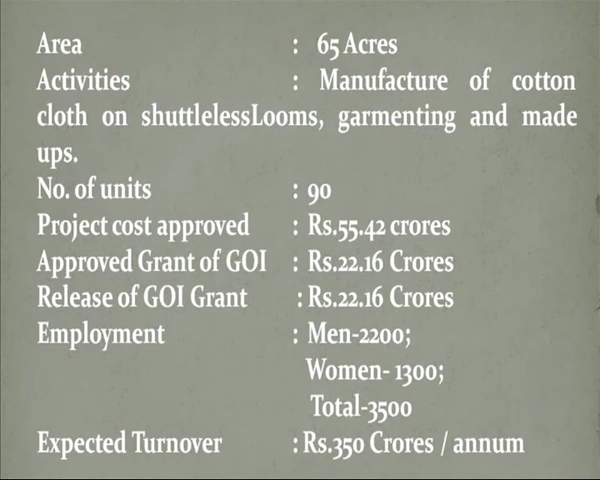 Area : 65 Acres
Activities : Manufacture of cotton
cloth on shuttlelessLooms, garmenting and made
ups.
No. of units : 90
Project cost approved : Rs.55.42 crores
Approved Grant of GOI : Rs.22.16 Crores
Release of GOI Grant : Rs.22.16 Crores
Employment : Men-2200;
Women- 1300;
Total-3500
Expected Turnover : Rs.350 Crores / annum